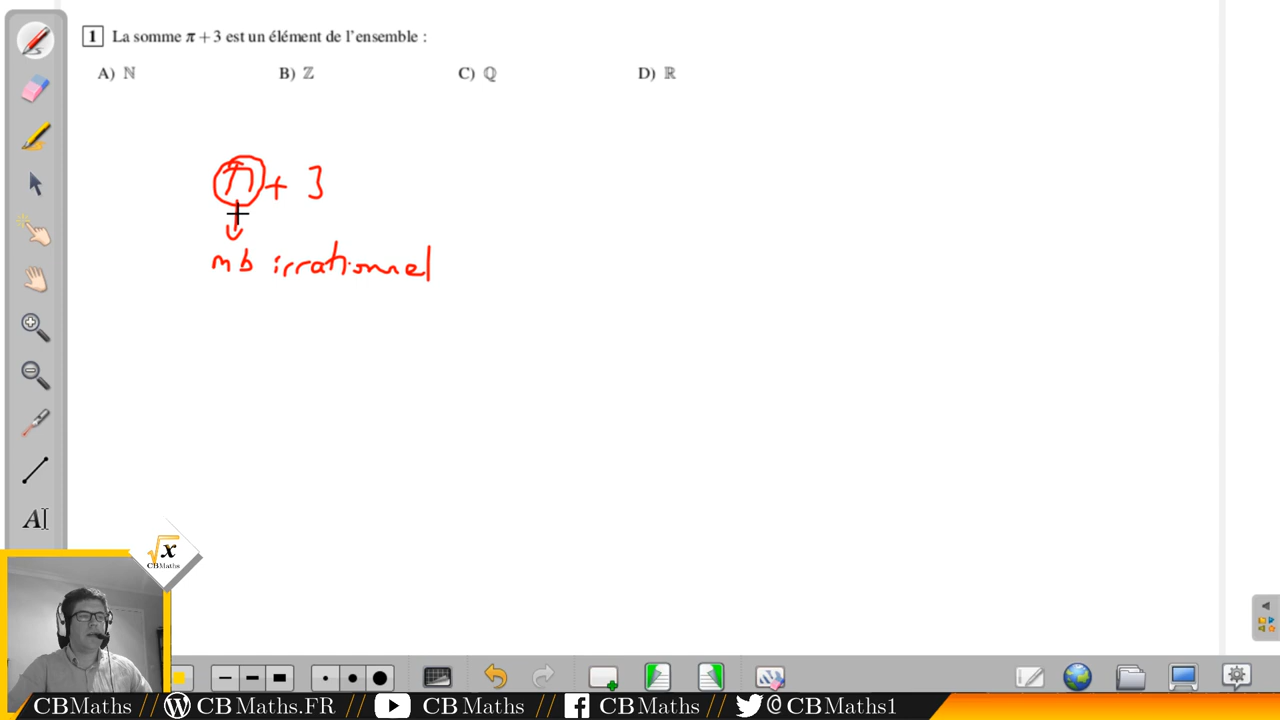 1 La somme π + 3 est un élément de l'ensemble :
A) ℕ B) ℤ C) ℚ D) ℝ
π + 3
nb irrationnel
AI
√x
CBMaths
CBMaths // CBMaths.FR // CBMaths // CBMaths // @CBMaths1